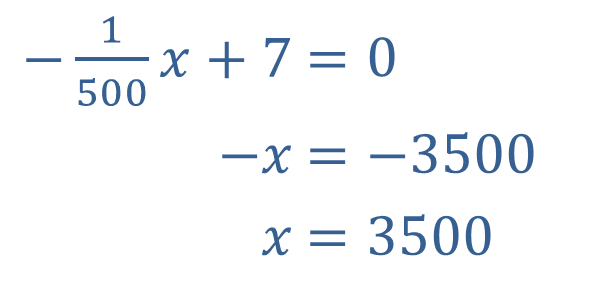 −1/500 x + 7 = 0
−x = −3500
x = 3500